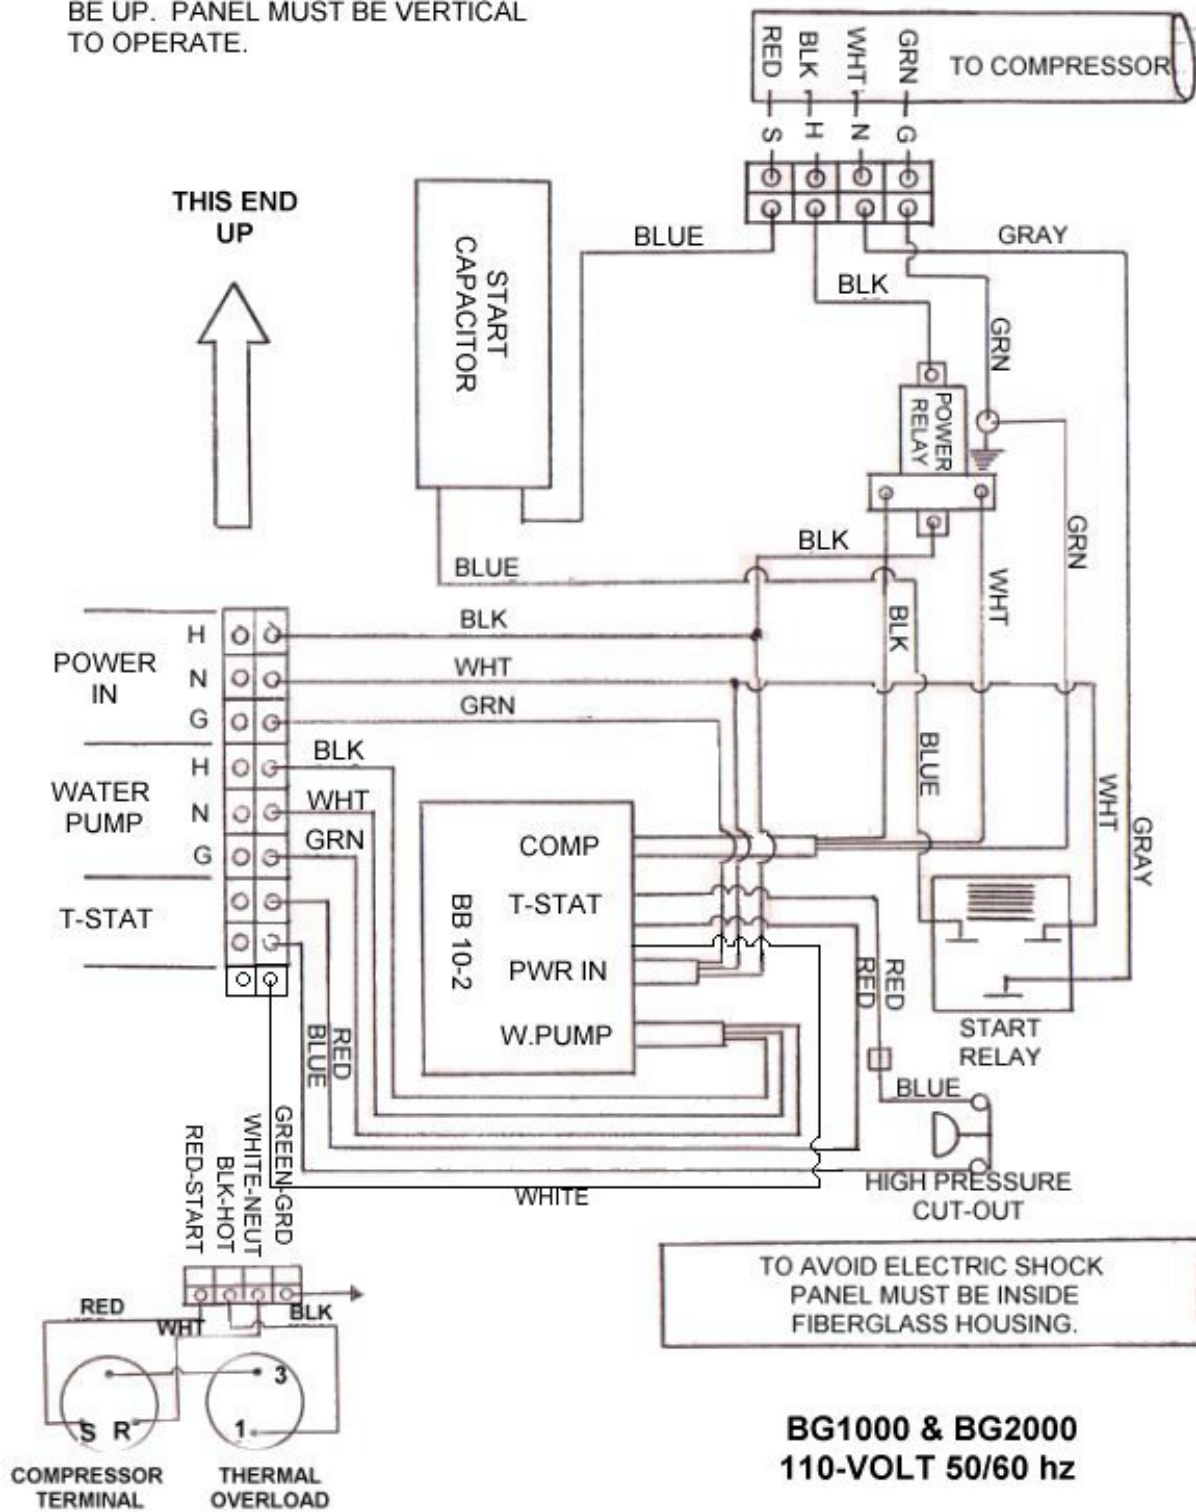 BE UP. PANEL MUST BE VERTICAL
TO OPERATE.
RED
BLK
WHT
GRN
TO COMPRESSOR
S
H
N
G
THIS END
UP
START
CAPACITOR
BLUE
GRAY
BLK
GRN
POWER
RELAY
BLK
GRN
BLUE
WHT
BLK
POWER
IN
H
N
G
BLK
WHT
GRN
WATER
PUMP
H
N
G
BLK
WHT
GRN
T-STAT
BLUE
WHT
GRAY
BB 10-2
COMP
T-STAT
PWR IN
W.PUMP
RED
RED
START
RELAY
RED
BLUE
BLUE
HIGH PRESSURE
CUT-OUT
WHITE
RED-START
BLK-HOT
WHITE-NEUT
GREEN-GRD
RED
WHT
BLK
3
S R
1
COMPRESSOR
TERMINAL
THERMAL
OVERLOAD
TO AVOID ELECTRIC SHOCK
PANEL MUST BE INSIDE
FIBERGLASS HOUSING.
BG1000 & BG2000
110-VOLT 50/60 hz